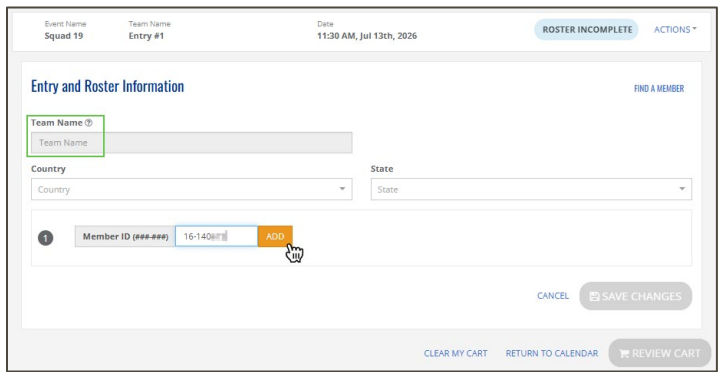 Event Name Team Name Date
Squad 19 Entry #1 11:30 AM, Jul 13th, 2026 ROSTER INCOMPLETE ACTIONS
Entry and Roster Information FIND A MEMBER
Team Name
Team Name
Country State
Country State
1 Member ID (###-###) 16-140 ADD
CANCEL SAVE CHANGES
CLEAR MY CART RETURN TO CALENDAR REVIEW CART